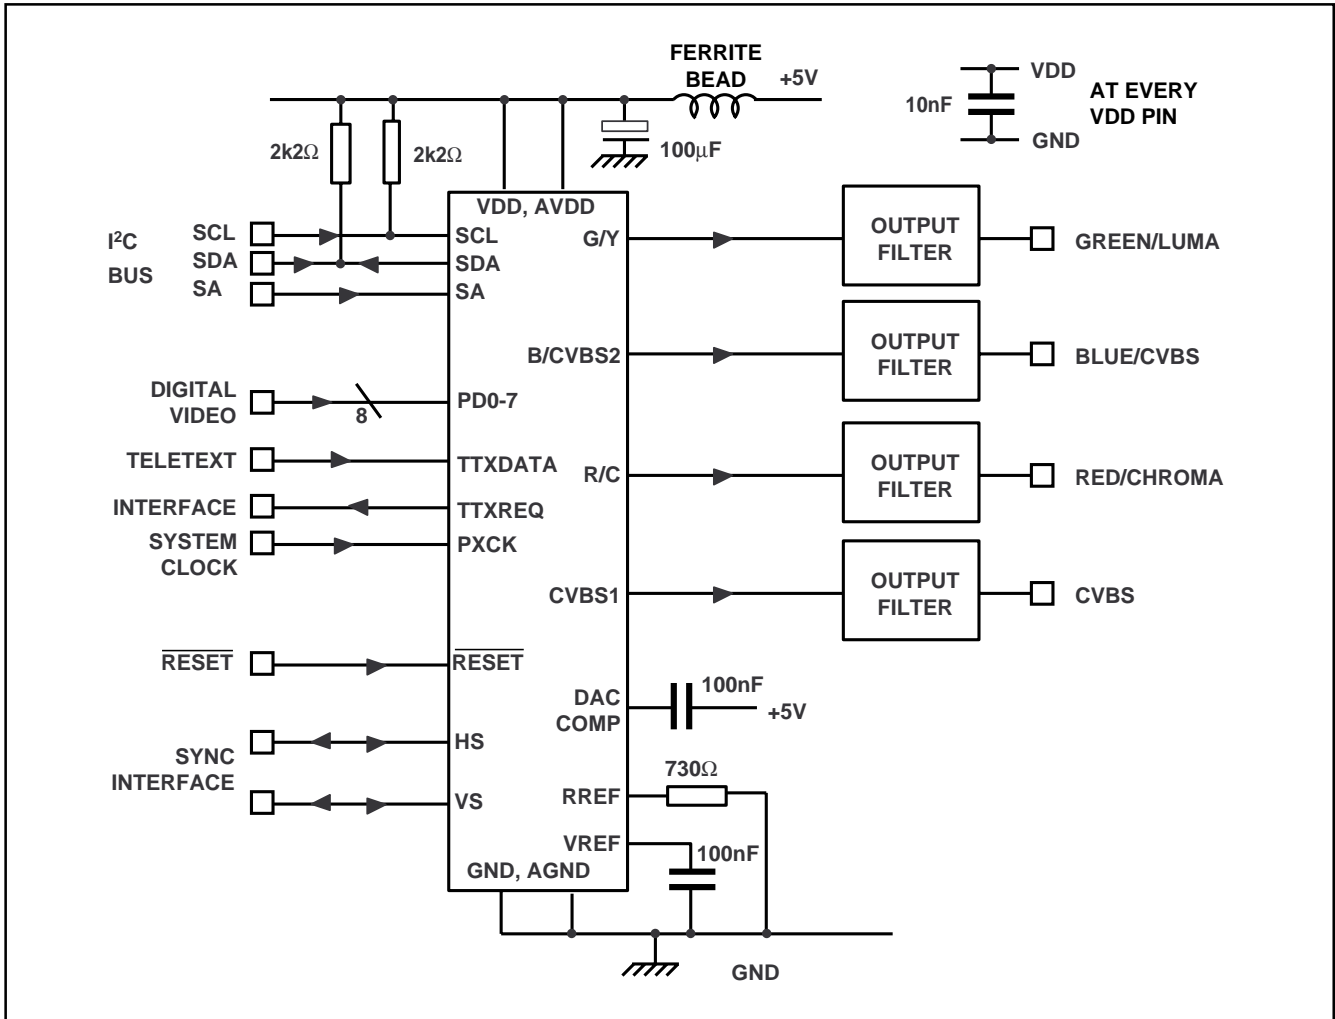 FERRITE
BEAD
+5V
VDD
10nF
AT EVERY
VDD PIN
GND
2k2Ω
2k2Ω
100µF
VDD, AVDD
I²C
BUS
SCL
SDA
SA
SCL
SDA
SA
G/Y
OUTPUT
FILTER
GREEN/LUMA
B/CVBS2
OUTPUT
FILTER
BLUE/CVBS
DIGITAL
VIDEO
8
PD0-7
TELETEXT
TTXDATA
R/C
OUTPUT
FILTER
RED/CHROMA
INTERFACE
TTXREQ
SYSTEM
CLOCK
PXCK
CVBS1
OUTPUT
FILTER
CVBS
RESET
RESET
DAC
COMP
100nF
+5V
SYNC
INTERFACE
HS
VS
730Ω
RREF
VREF
100nF
GND, AGND
GND